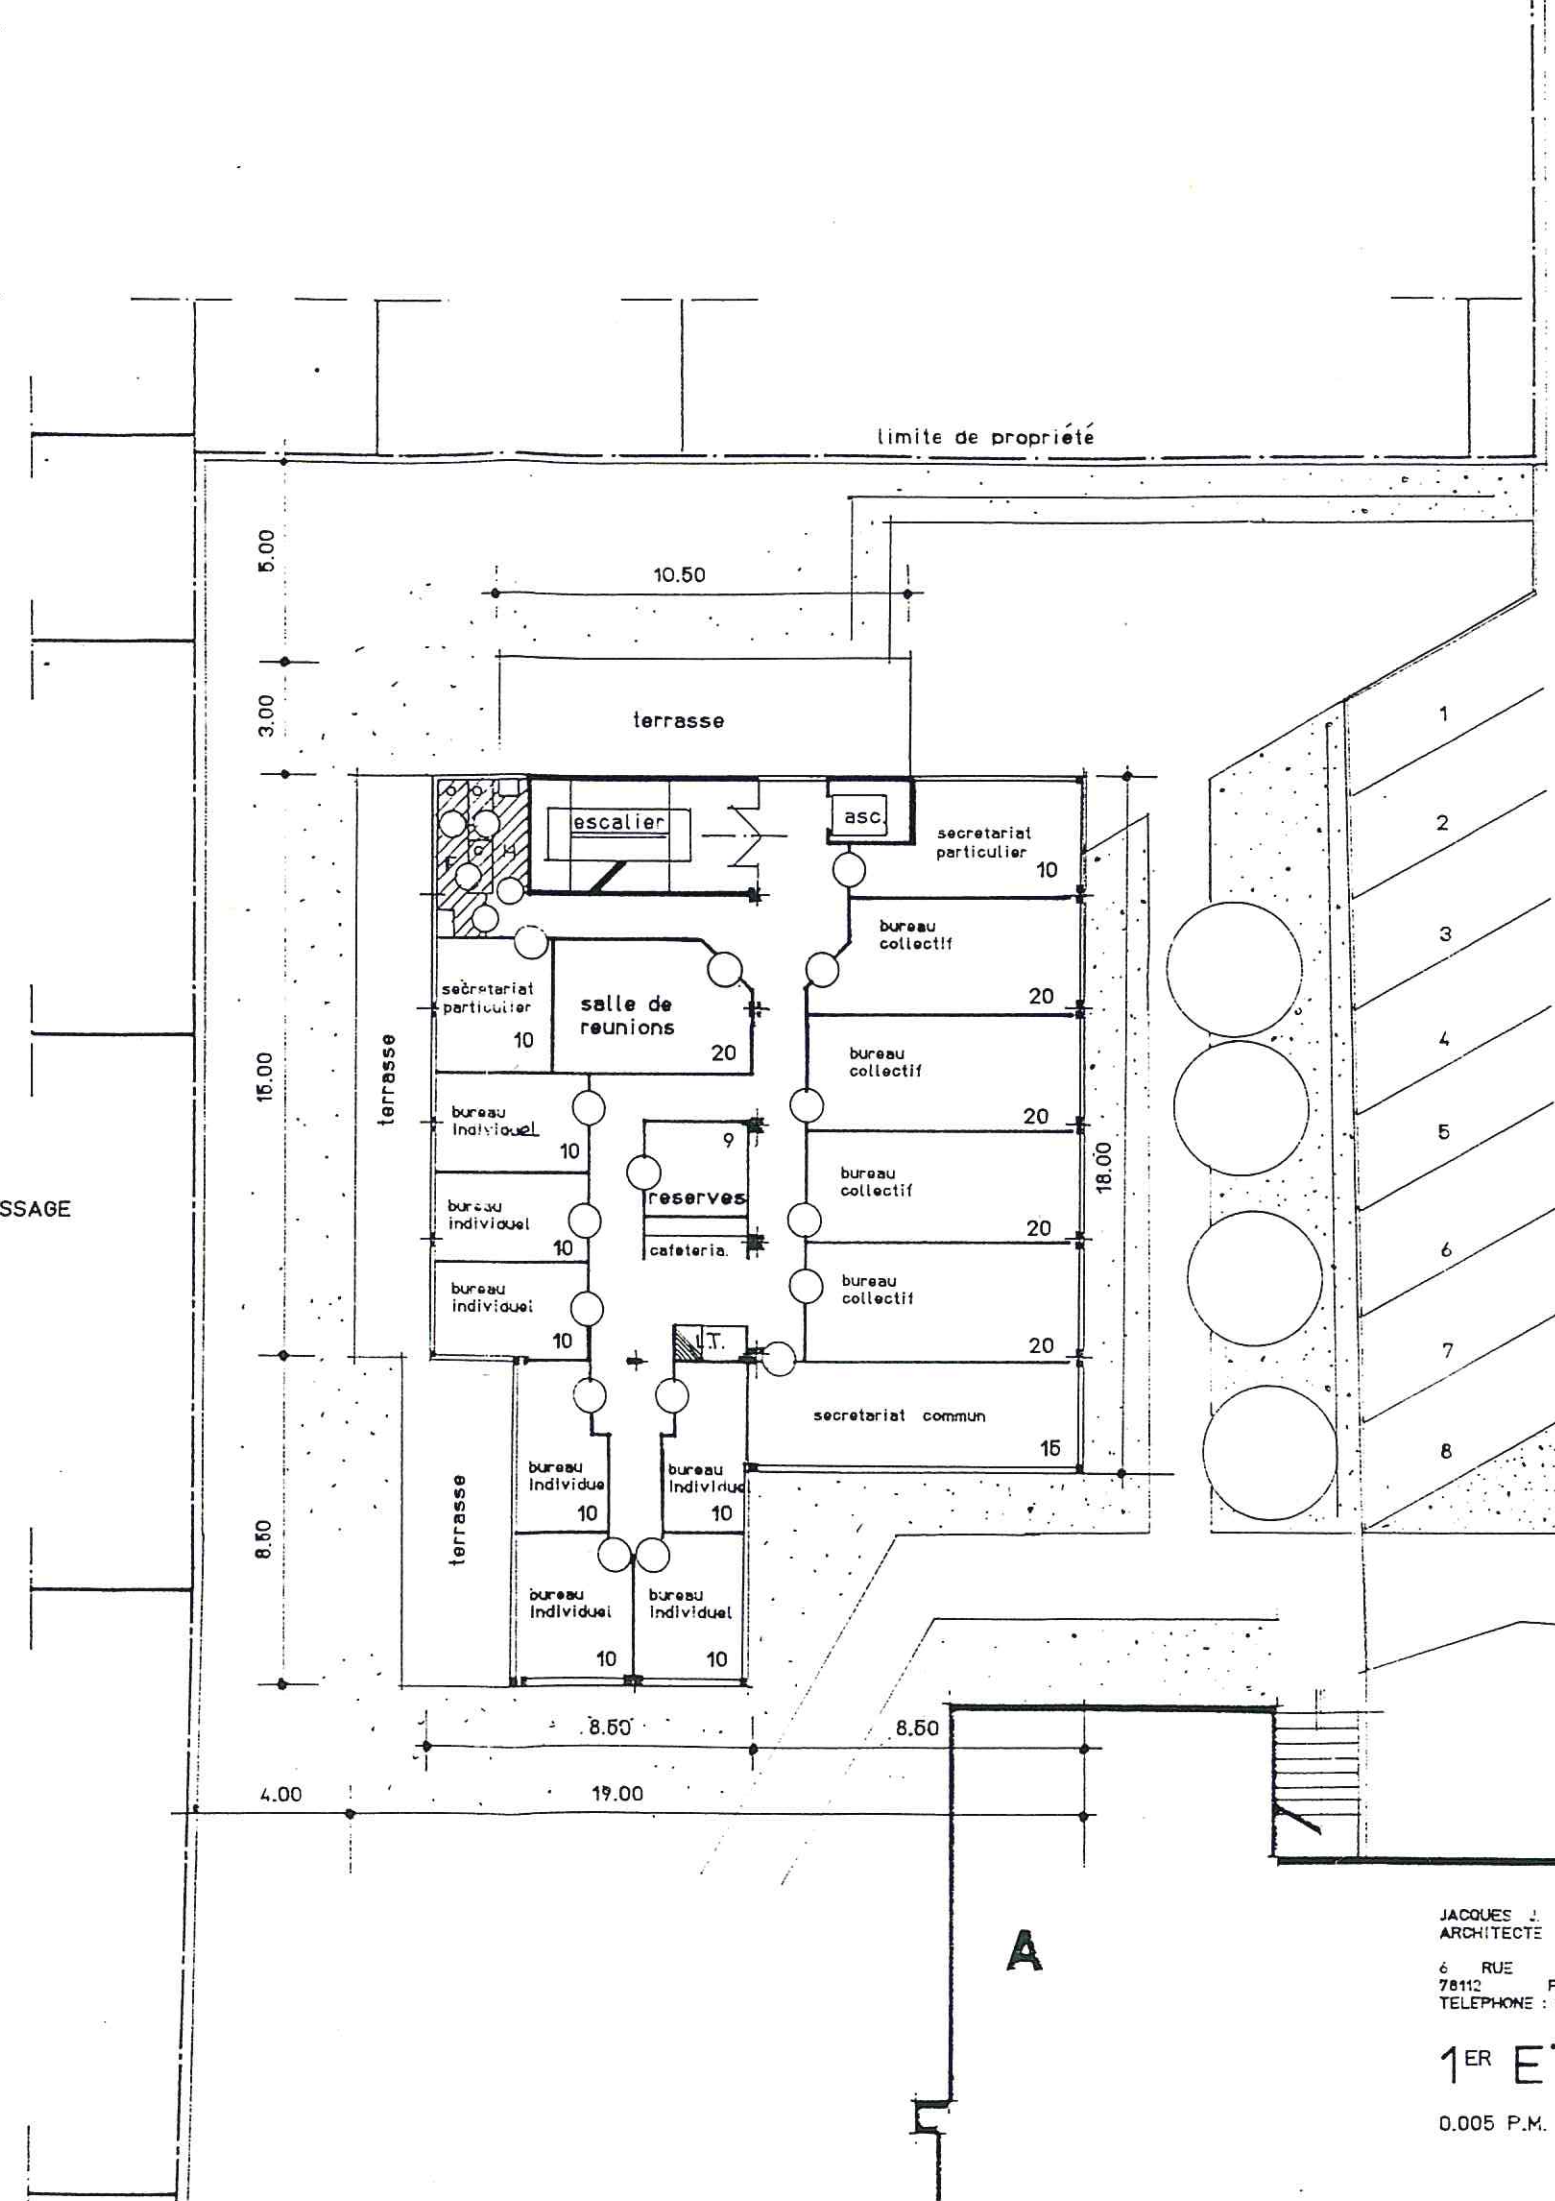 limite de propriété
5.00
10.50
3.00
terrasse
1
escalier
asc.
F
H
secretariat
particulier
10
2
bureau
collectif
20
3
secretariat
particulier
10
salle de
reunions
20
terrasse
15.00
bureau
collectif
20
4
bureau
individuel
10
9
reserves
bureau
collectif
20
18.00
5
SSAGE
bureau
individuel
10
cafeteria.
6
bureau
individuel
10
bureau
collectif
20
L.T.
7
secretariat commun
15
8
terrasse
8.50
bureau
individue
10
bureau
individue
10
bureau
individuel
10
bureau
individuel
10
8.50
8.50
4.00
19.00
A
JACQUES J.
ARCHITECTE
6 RUE
78112
TELEPHONE :
1ER E
0.005 P.M.